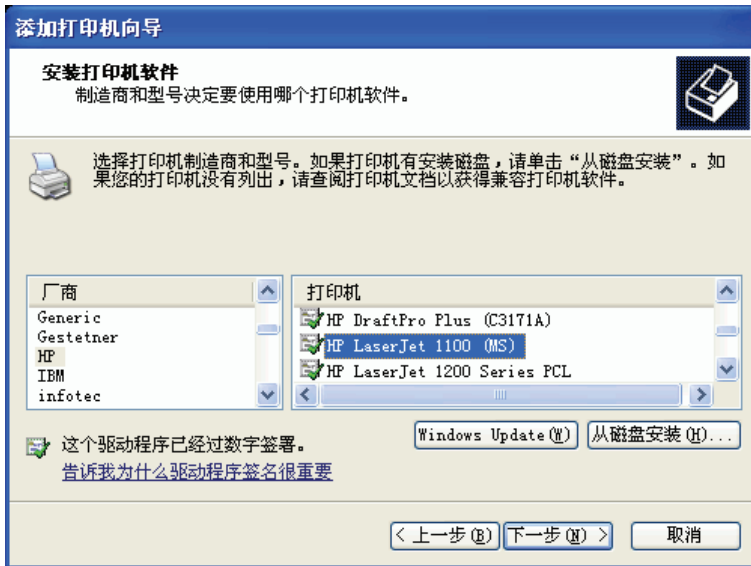 添加打印机向导
安装打印机软件
制造商和型号决定要使用哪个打印机软件。
选择打印机制造商和型号。如果打印机有安装磁盘，请单击“从磁盘安装”。如
果您的打印机没有列出，请查阅打印机文档以获得兼容打印机软件。
厂商
Generic
Gestetner
HP
IBM
infotec
打印机
HP DraftPro Plus (C3171A)
HP LaserJet 1100 (MS)
HP LaserJet 1200 Series PCL
这个驱动程序已经过数字签署。
告诉我为什么驱动程序签名很重要
Windows Update(W)
从磁盘安装(H)...
< 上一步(B)
下一步(N) >
取消